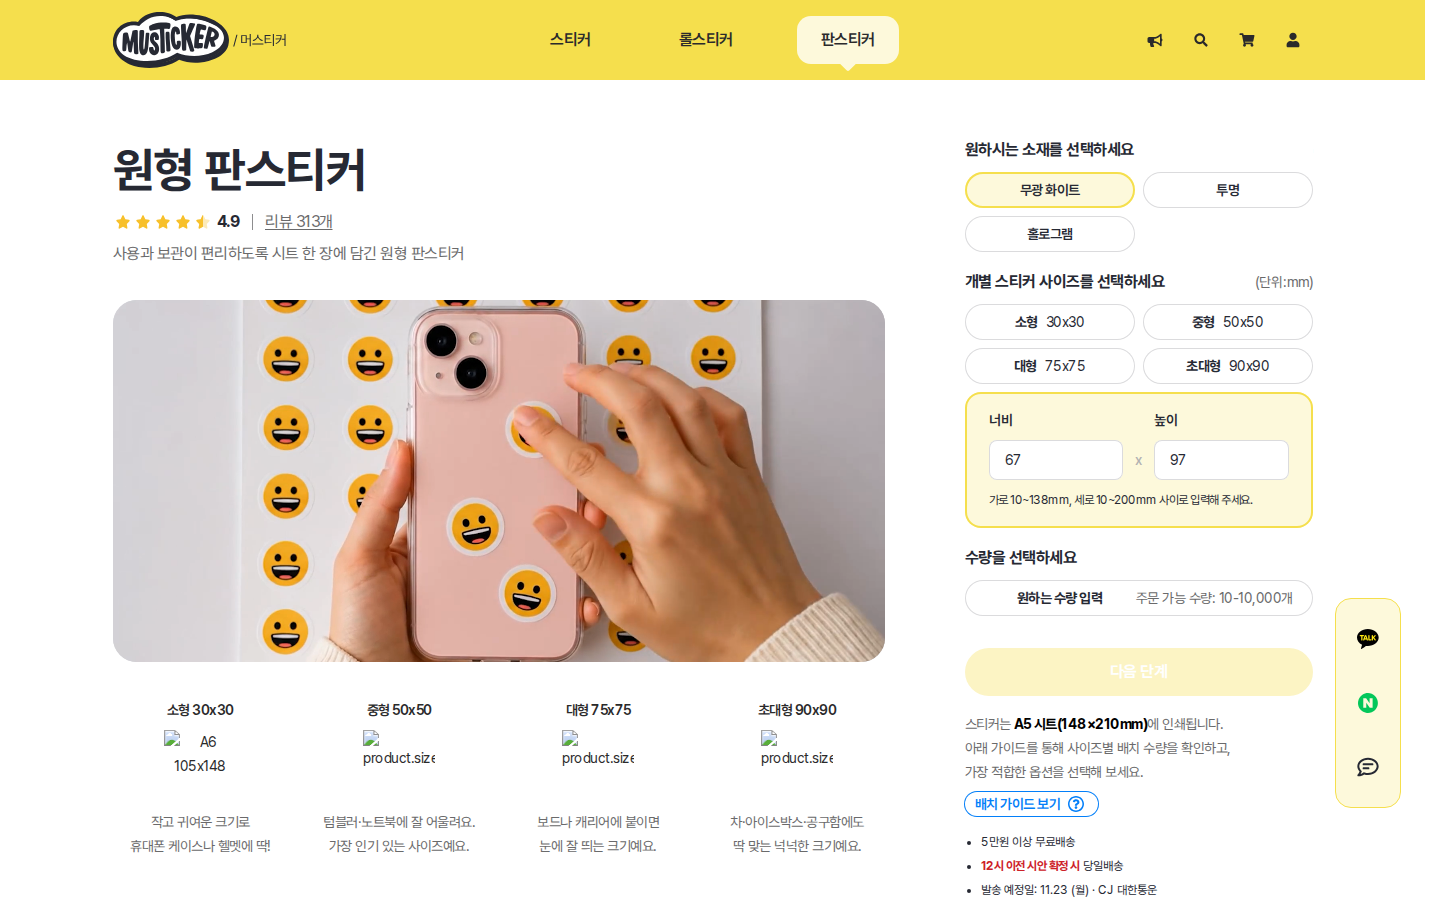 MUSTICKER / 머스티커
스티커
롤스티커
판스티커
원형 판스티커
4.9 | 리뷰 313개
사용과 보관이 편리하도록 시트 한 장에 담긴 원형 판스티커
소형 30x30
중형 50x50
대형 75x75
초대형 90x90
A6
105x148
product.size
product.size
product.size
작고 귀여운 크기로
휴대폰 케이스나 헬멧에 딱!
텀블러·노트북에 잘 어울려요.
가장 인기 있는 사이즈예요.
보드나 캐리어에 붙이면
눈에 잘 띄는 크기예요.
차·아이스박스·공구함에도
딱 맞는 넉넉한 크기예요.
원하시는 소재를 선택하세요
무광 화이트
투명
홀로그램
개별 스티커 사이즈를 선택하세요 (단위:mm)
소형 30x30
중형 50x50
대형 75x75
초대형 90x90
너비
높이
67 x 97
가로 10~138mm, 세로 10~200mm 사이로 입력해 주세요.
수량을 선택하세요
원하는 수량 입력 주문 가능 수량: 10-10,000개
다음 단계
스티커는 A5 시트(148×210mm)에 인쇄됩니다.
아래 가이드를 통해 사이즈별 배치 수량을 확인하고,
가장 적합한 옵션을 선택해 보세요.
배치 가이드 보기 ?
• 5만원 이상 무료배송
• 12시 이전 시안 확정 시 당일배송
• 발송 예정일: 11.23 (월) · CJ 대한통운
TALK
N